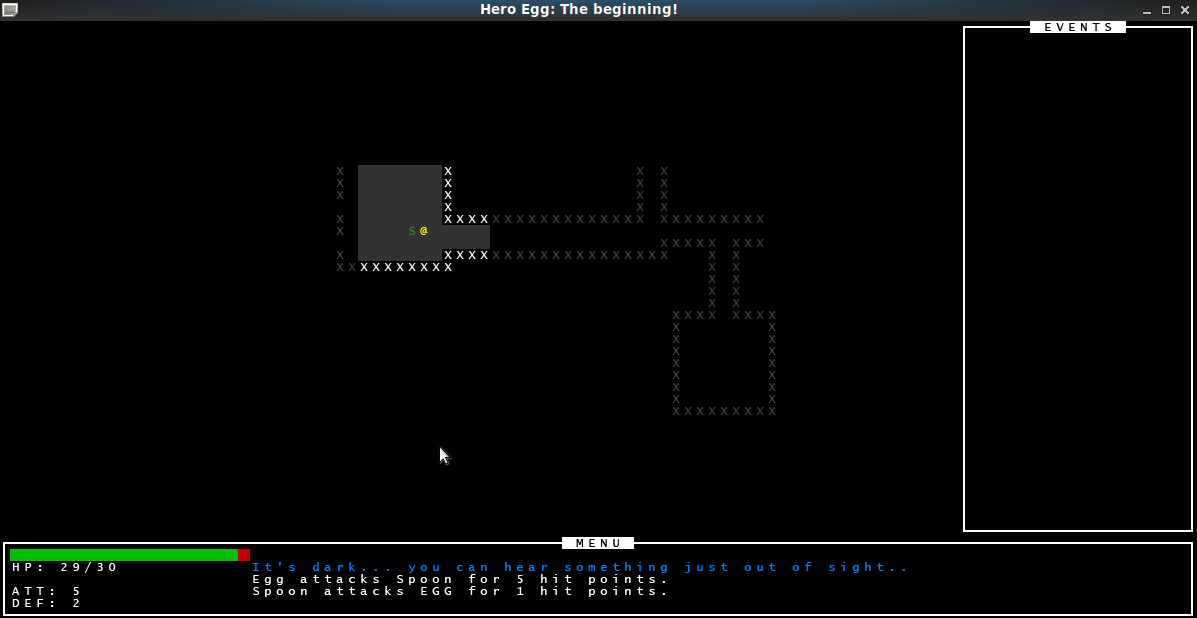 Hero Egg: The beginning!
EVENTS
S@
MENU
HP: 29/30
ATT: 5
DEF: 2
It's dark... you can hear something just out of sight..
Egg attacks Spoon for 5 hit points.
Spoon attacks EGG for 1 hit points.